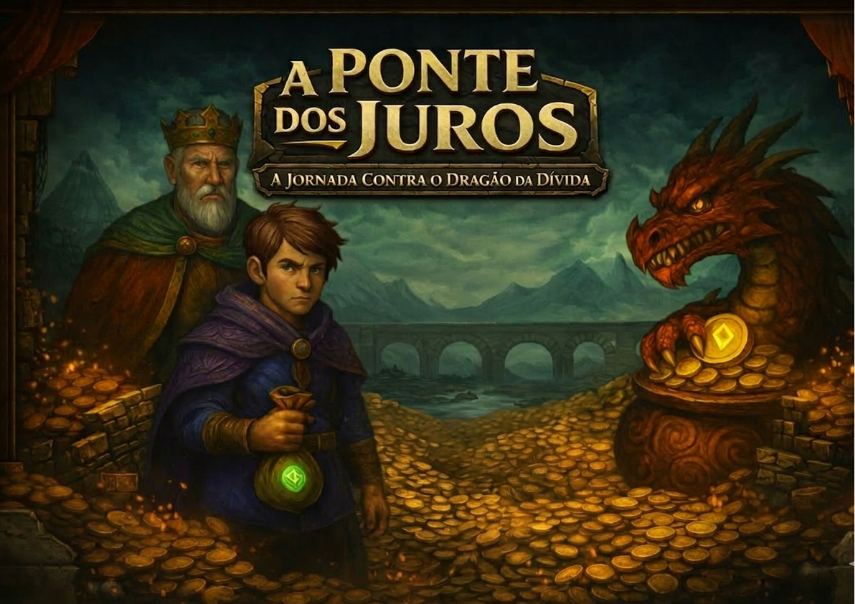 A PONTE
DOS JUROS
A JORNADA CONTRA O DRAGÃO DA DÍVIDA